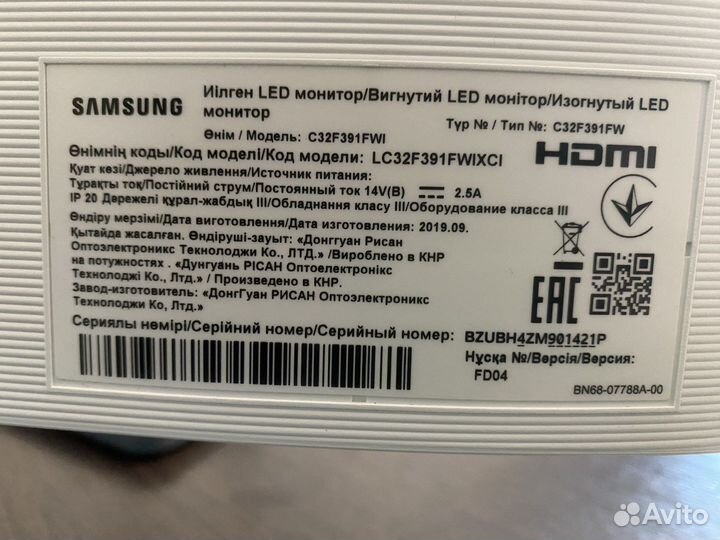 SAMSUNG
Иілген LED монитор/Вигнутий LED монітор/Изогнутый LED
монитор
Өнім / Модель: C32F391FWI
Түр № / Тип №: C32F391FW
Өнімнің коды/Код моделі/Код модели: LC32F391FWIXCI
HDMI
Қуат көзі/Джерело живлення/Источник питания:
Тұрақты ток/Постійний струм/Постоянный ток 14V(B) 2.5A
IP 20 Дәрежелі құрал-жабдық III/Обладнання класу III/Оборудование класса III
Өндіру мерзімі/Дата виготовлення/Дата изготовления: 2019.09.
Қытайда жасалған. Өндіруші-зауыт: «Донггуан Рисан
Оптоэлектроникс Текнолоджи Ко., ЛТД.» /Вироблено в КНР
на потужностях . «Дунгуань РІСАН Оптоелектронікс
Технолоджі Ко., Лтд.» / Произведено в КНР.
Завод-изготовитель: «ДонгГуан РИСАН Оптоэлектроникс
Текнолоджи Ко, Лтд.»
EAC
Сериялы нөмірі/Серійний номер/Серийный номер: BZUBH4ZM901421P
Нұсқа №/Версія/Версия:
FD04
BN68-07788A-00
Avito